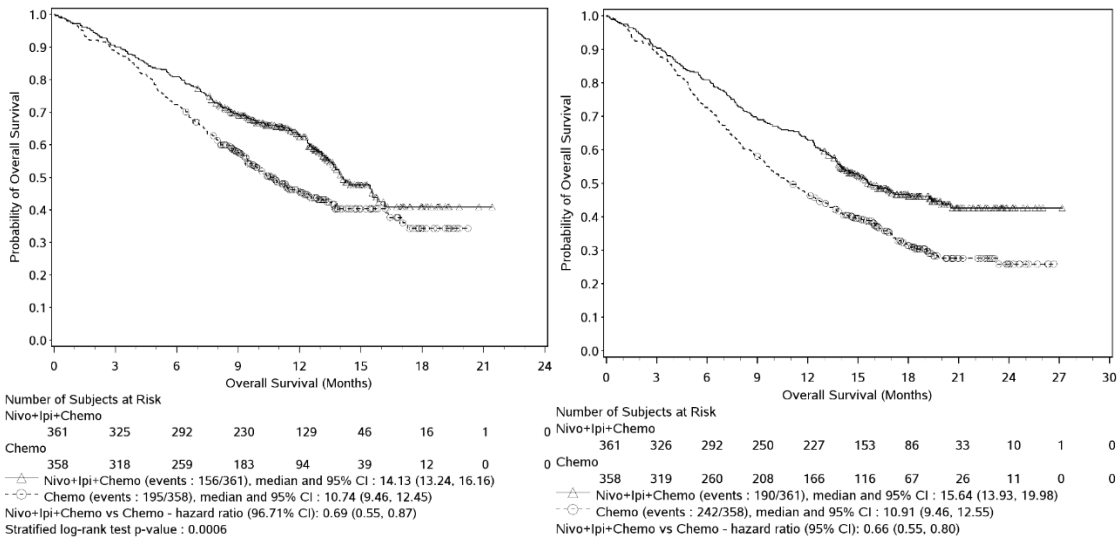 1.0
0.9
0.8
0.7
0.6
0.5
0.4
0.3
0.2
0.1
0.0
Probability of Overall Survival
0 3 6 9 12 15 18 21 24
Overall Survival (Months)
Number of Subjects at Risk
Nivo+Ipi+Chemo
361 325 292 230 129 46 16 1 0
Chemo
358 318 259 183 94 39 12 0 0
Nivo+Ipi+Chemo (events : 156/361), median and 95% CI : 14.13 (13.24, 16.16)
Chemo (events : 195/358), median and 95% CI : 10.74 (9.46, 12.45)
Nivo+Ipi+Chemo vs Chemo - hazard ratio (96.71% CI): 0.69 (0.55, 0.87)
Stratified log-rank test p-value : 0.0006
1.0
0.9
0.8
0.7
0.6
0.5
0.4
0.3
0.2
0.1
0.0
Probability of Overall Survival
0 3 6 9 12 15 18 21 24 27 30
Overall Survival (Months)
Number of Subjects at Risk
Nivo+Ipi+Chemo
361 326 292 250 227 153 86 33 10 1 0
Chemo
358 319 260 208 166 116 67 26 11 0 0
Nivo+Ipi+Chemo (events : 190/361), median and 95% CI : 15.64 (13.93, 19.98)
Chemo (events : 242/358), median and 95% CI : 10.91 (9.46, 12.55)
Nivo+Ipi+Chemo vs Chemo - hazard ratio (95% CI): 0.66 (0.55, 0.80)